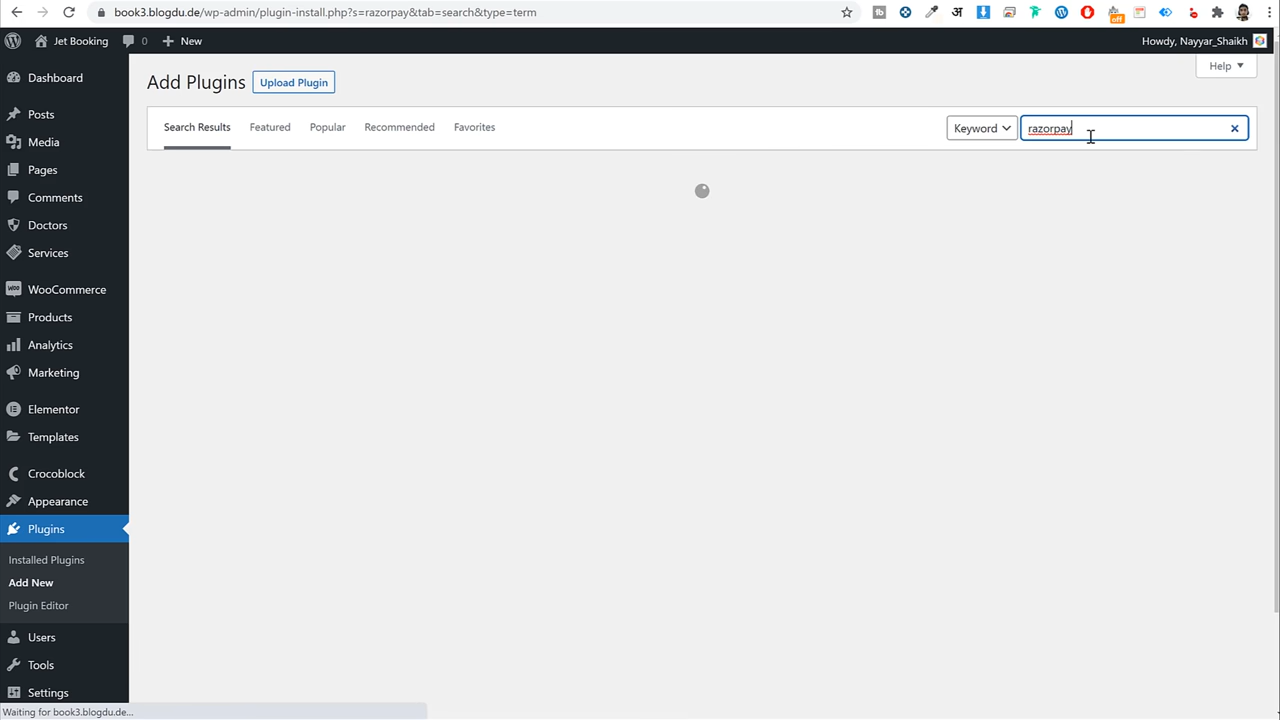 book3.blogdu.de/wp-admin/plugin-install.php?s=razorpay&tab=search&type=term
Jet Booking
0
New
Howdy, Nayyar_Shaikh
Dashboard
Posts
Media
Pages
Comments
Doctors
Services
WooCommerce
Products
Analytics
Marketing
Elementor
Templates
Crocoblock
Appearance
Plugins
Installed Plugins
Add New
Plugin Editor
Users
Tools
Settings
Add Plugins
Upload Plugin
Help
Search Results
Featured
Popular
Recommended
Favorites
Keyword
razorpay
Waiting for book3.blogdu.de...
off
अ